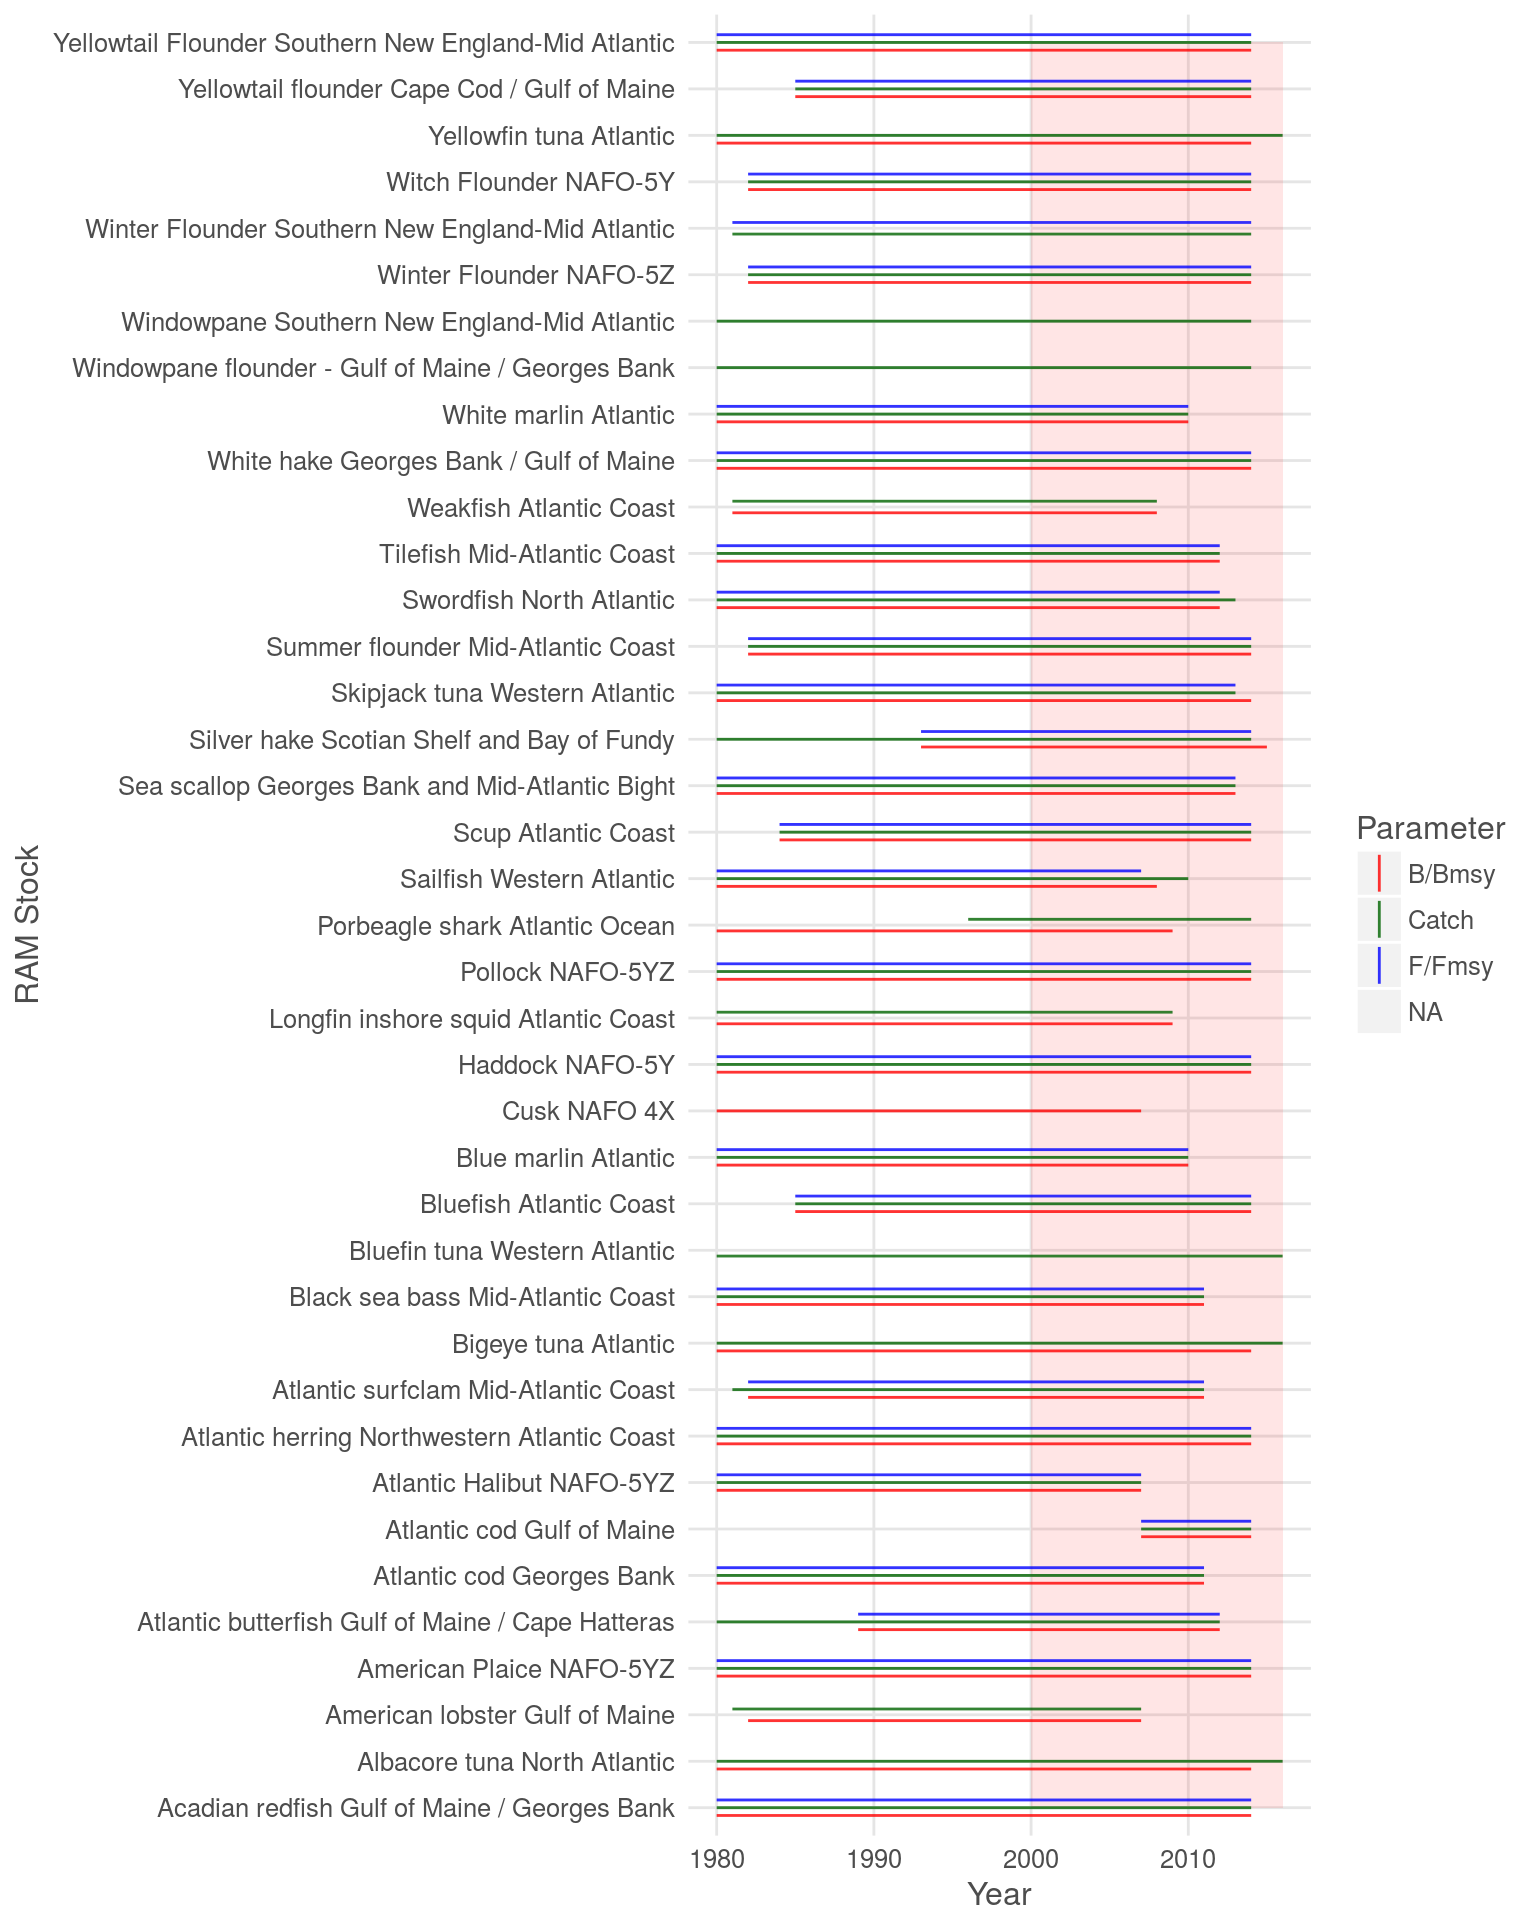 Yellowtail Flounder Southern New England-Mid Atlantic
Yellowtail flounder Cape Cod / Gulf of Maine
Yellowfin tuna Atlantic
Witch Flounder NAFO-5Y
Winter Flounder Southern New England-Mid Atlantic
Winter Flounder NAFO-5Z
Windowpane Southern New England-Mid Atlantic
Windowpane flounder - Gulf of Maine / Georges Bank
White marlin Atlantic
White hake Georges Bank / Gulf of Maine
Weakfish Atlantic Coast
Tilefish Mid-Atlantic Coast
Swordfish North Atlantic
Summer flounder Mid-Atlantic Coast
Skipjack tuna Western Atlantic
Silver hake Scotian Shelf and Bay of Fundy
Sea scallop Georges Bank and Mid-Atlantic Bight
Scup Atlantic Coast
Sailfish Western Atlantic
Porbeagle shark Atlantic Ocean
Pollock NAFO-5YZ
Longfin inshore squid Atlantic Coast
Haddock NAFO-5Y
Cusk NAFO 4X
Blue marlin Atlantic
Bluefish Atlantic Coast
Bluefin tuna Western Atlantic
Black sea bass Mid-Atlantic Coast
Bigeye tuna Atlantic
Atlantic surfclam Mid-Atlantic Coast
Atlantic herring Northwestern Atlantic Coast
Atlantic Halibut NAFO-5YZ
Atlantic cod Gulf of Maine
Atlantic cod Georges Bank
Atlantic butterfish Gulf of Maine / Cape Hatteras
American Plaice NAFO-5YZ
American lobster Gulf of Maine
Albacore tuna North Atlantic
Acadian redfish Gulf of Maine / Georges Bank
RAM Stock
1980 1990 2000 2010
Year
Parameter
B/Bmsy
Catch
F/Fmsy
NA